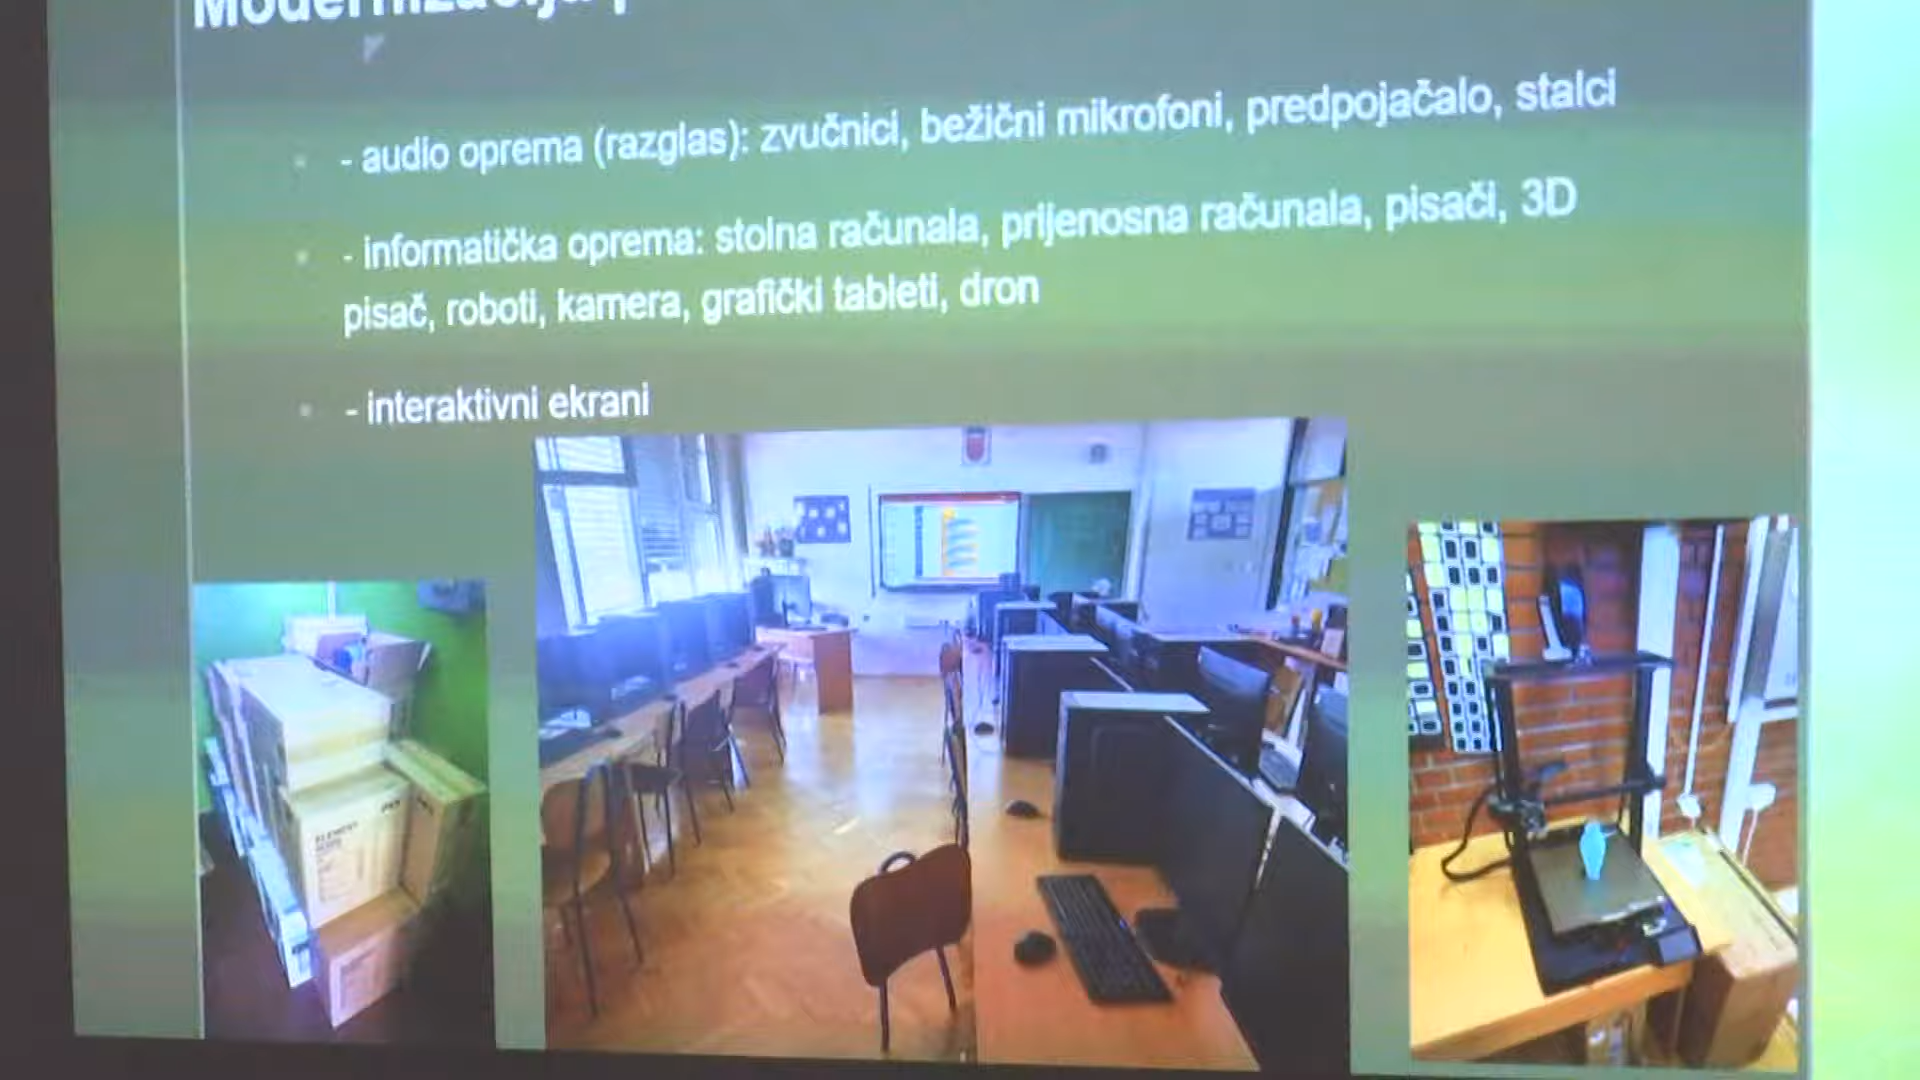 Modernizacija
- audio oprema (razglas): zvučnici, bežični mikrofoni, predpojačalo, stalci
- informatička oprema: stolna računala, prijenosna računala, pisači, 3D
pisač, roboti, kamera, grafički tableti, dron
- interaktivni ekrani